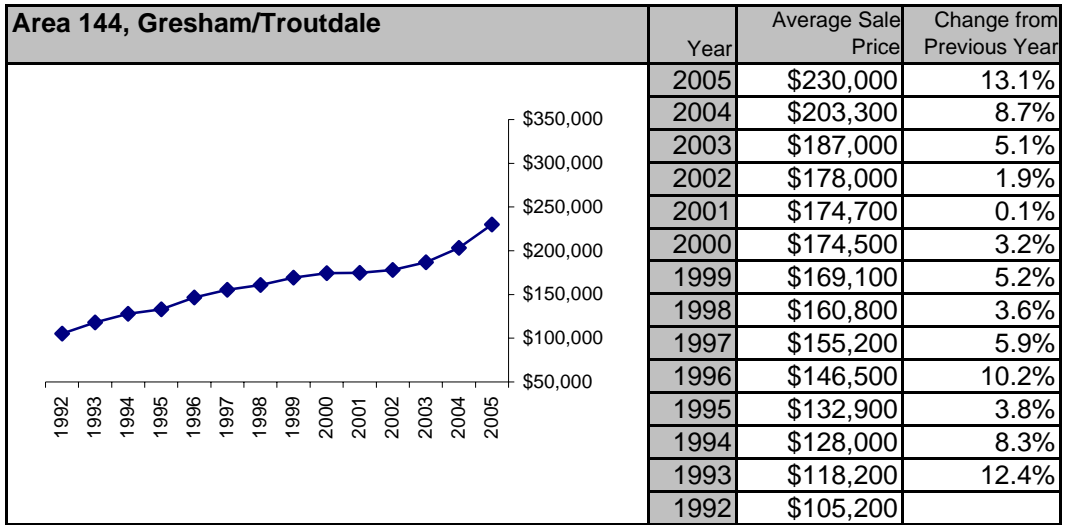 Area 144, Gresham/Troutdale
Year Average Sale Price Change from Previous Year
2005 $230,000 13.1%
2004 $203,300 8.7%
2003 $187,000 5.1%
2002 $178,000 1.9%
2001 $174,700 0.1%
2000 $174,500 3.2%
1999 $169,100 5.2%
1998 $160,800 3.6%
1997 $155,200 5.9%
1996 $146,500 10.2%
1995 $132,900 3.8%
1994 $128,000 8.3%
1993 $118,200 12.4%
1992 $105,200
$350,000
$300,000
$250,000
$200,000
$150,000
$100,000
$50,000
1992 1993 1994 1995 1996 1997 1998 1999 2000 2001 2002 2003 2004 2005